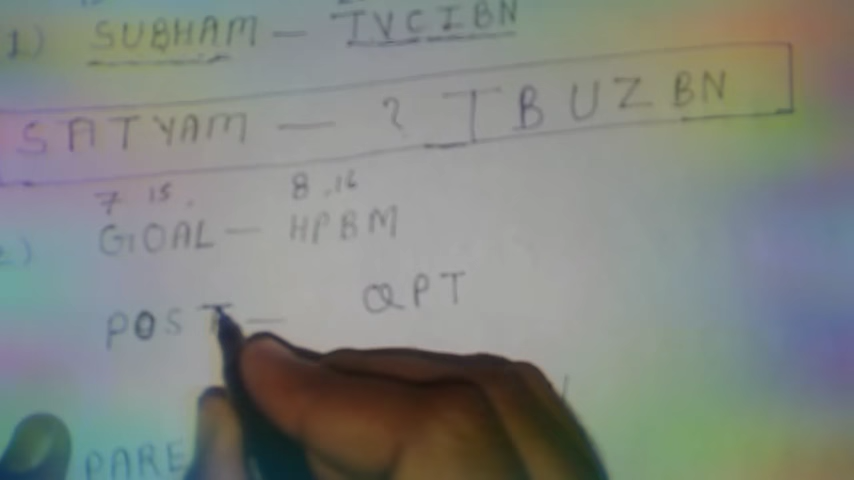 1) SUBHAM — TVCIBN
SATYAM — ? TBUZBN
7 15, 8,16
2) GOAL — HPBM
POST — QPT
PARE